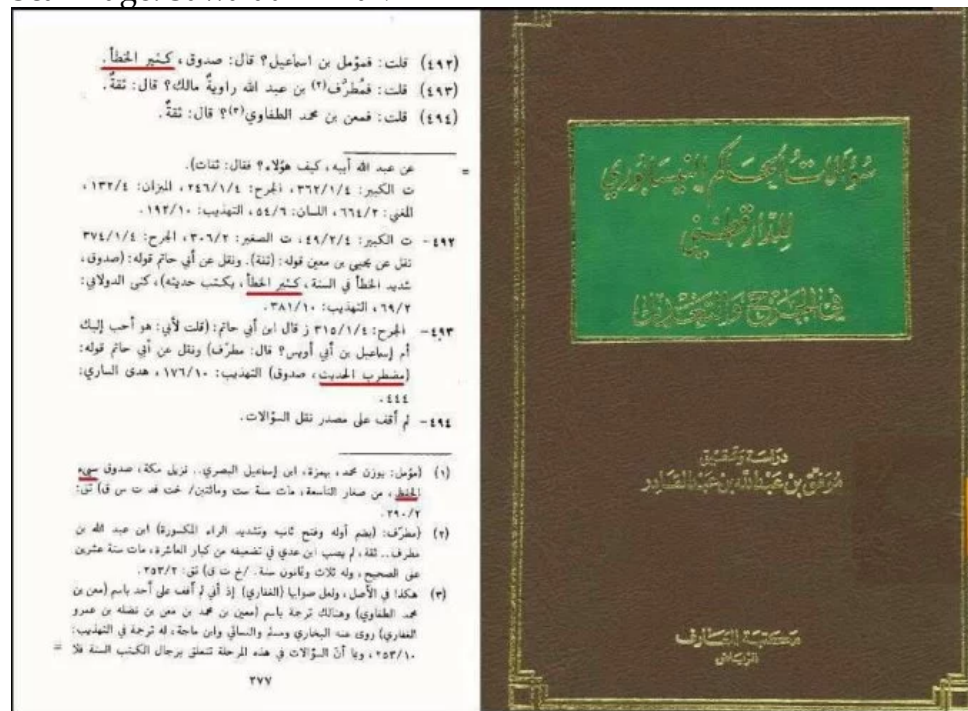 (٤٩٢) قلت: فمؤمل بن اسماعيل؟ قال: صدوق، كثير الخطأ.
(٤٩٣) قلت: فمُطرِّف(٢) بن عبد الله راوية مالك؟ قال: ثقةٌ.
(٤٩٤) قلت: فمعن بن محمد الطفاوي(٣)؟ قال: ثقةٌ.
= عن عبد الله أبيه، كيف هؤلاء؟ فقال: ثقات).
ت الكبير: ٣٦٢/١/٤، الجرح: ٢٤٦/١/٤، الميزان: ١٣٢/٤،
المغني: ٦٦٤/٢، اللسان: ٥٤/٦، التهذيب: ١٩٢/١٠.
٤٩٢- ت الكبير: ٤٩/٢/٤، ت الصغير: ٣٠٦/٢، الجرح: ٣٧٤/١/٤
نقل عن يحيى بن معين قوله: (ثقة). ونقل عن أبي حاتم قوله: (صدوق،
شديد الخطأ في السنة، كثير الخطأ، يكتب حديثه)، كنى الدولابي:
٦٩/٢، التهذيب: ٣٨١/١٠.
٤٩٣- الجرح: ٣١٥/١/٤ ز قال ابن أبي حاتم: (قلت لأبي: هو أحب إليك
أم إسماعيل بن أبي أويس؟ قال: مطرّف) ونقل عن أبي حاتم قوله:
(مضطرب الحديث، صدوق) التهذيب: ١٧٦/١٠، هدى الساري:
٤٤٤.
٤٩٤- لم أقف على مصدر نقل السؤالات.
(١) (مؤمل: بوزن محمد، بهمزة، ابن إسماعيل البصري.. نزيل مكة، صدوق سيء
الحفظ، من صغار التاسعة، مات سنة ست ومائتين/ خت قد ت س ق) تق:
٢٩٠/٢.
(٢) (مطرّف: (بضم أوله وفتح ثانيه وتشديد الراء المكسورة) ابن عبد الله بن
مطرف.. ثقة، لم يصب ابن عدي في تضعيفه من كبار العاشرة، مات سنة عشرين
على الصحيح، وله ثلاث وثمانون سنة. /خ ت ق) تق: ٢٥٣/٢.
(٣) هكذا في الأصل، ولعل صوابها (الغفاري) إذ أني لم أقف على أحد باسم (معن بن
محمد الطفاوي) وهنالك ترجمة باسم (معين بن محمد بن معن بن نضله بن عمرو
الغفاري) روى عنه البخاري ومسلم والنسائي وابن ماجة، له ترجمة في التهذيب:
٢٥٣/١٠، وبما أنّ السؤالات في هذه المرحلة تتعلق برجال الكتب الستة فلا =
٢٧٧
سُؤالات الحاكم النيسابوري
للدارقطني
في الجرح والتعديل
دراسة وتحقيق
موفق بن عبدالله بن عبدالقادر
مكتبة المعارف
الرياض